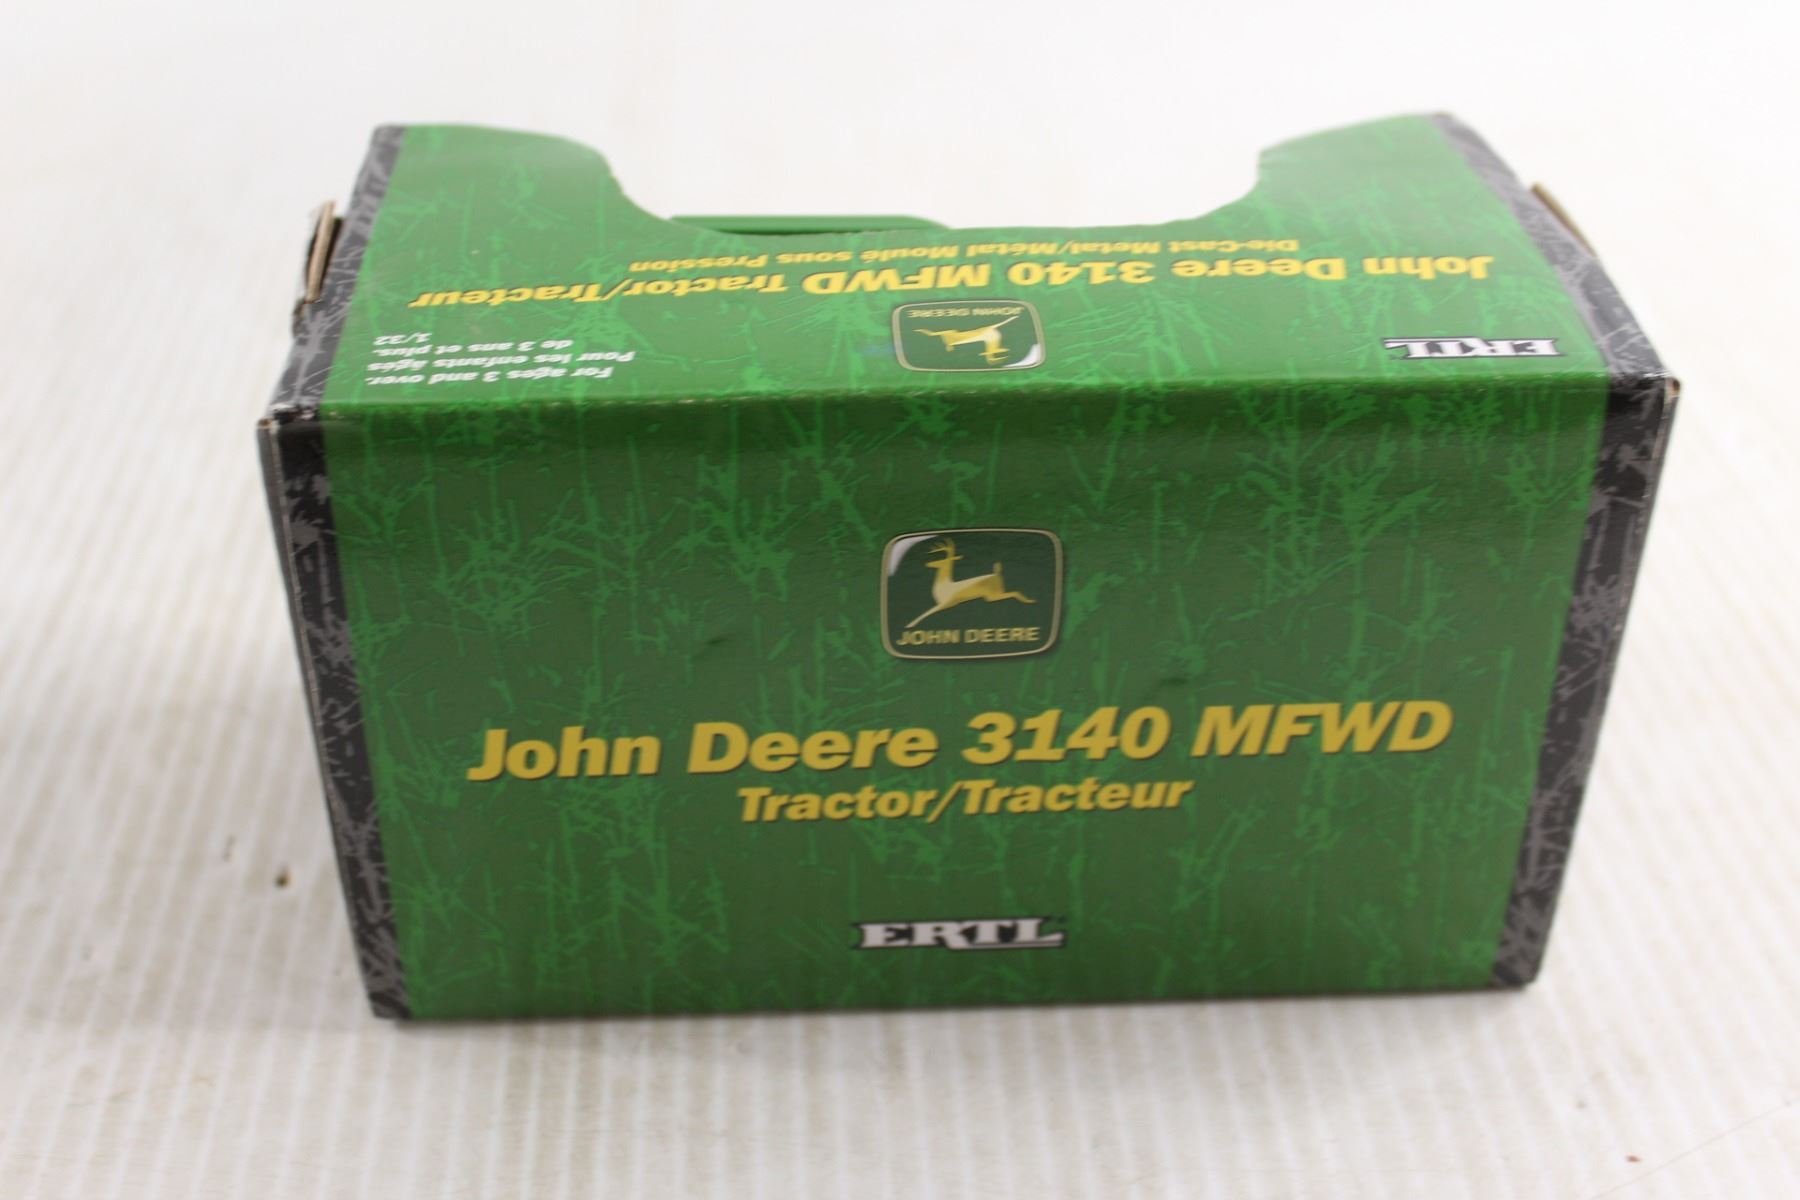 For ages 3 and over.
Pour les enfants âgés
de 3 ans et plus.
1/32
ERTL
JOHN DEERE
John Deere 3140 MFWD Tractor/Tracteur
Die-Cast Metal/Métal Moulé sous Pression
JOHN DEERE
John Deere 3140 MFWD
Tractor/Tracteur
ERTL